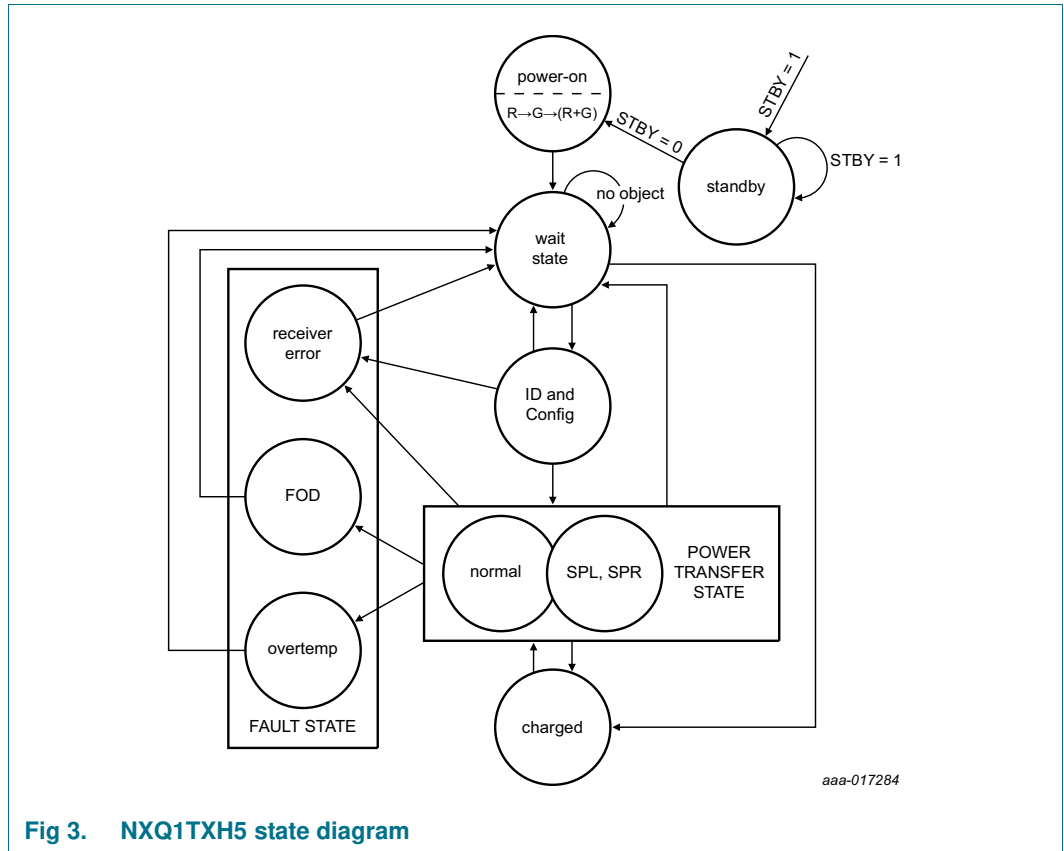 power-on
R→G→(R+G)
STBY = 1
STBY = 0
STBY = 1
standby
no object
wait
state
receiver
error
ID and
Config
FOD
normal
SPL, SPR
POWER
TRANSFER
STATE
overtemp
FAULT STATE
charged
aaa-017284
Fig 3. NXQ1TXH5 state diagram